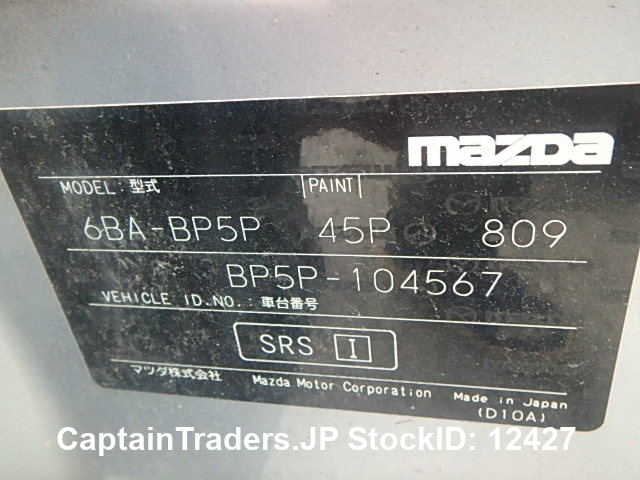 mazda
MODEL: 型式 PAINT
6BA-BP5P 45P 809
BP5P-104567
VEHICLE ID.NO.: 車台番号
SRS I
マツダ株式会社 Mazda Motor Corporation Made in Japan
(D10A)
CaptainTraders.JP StockID: 12427